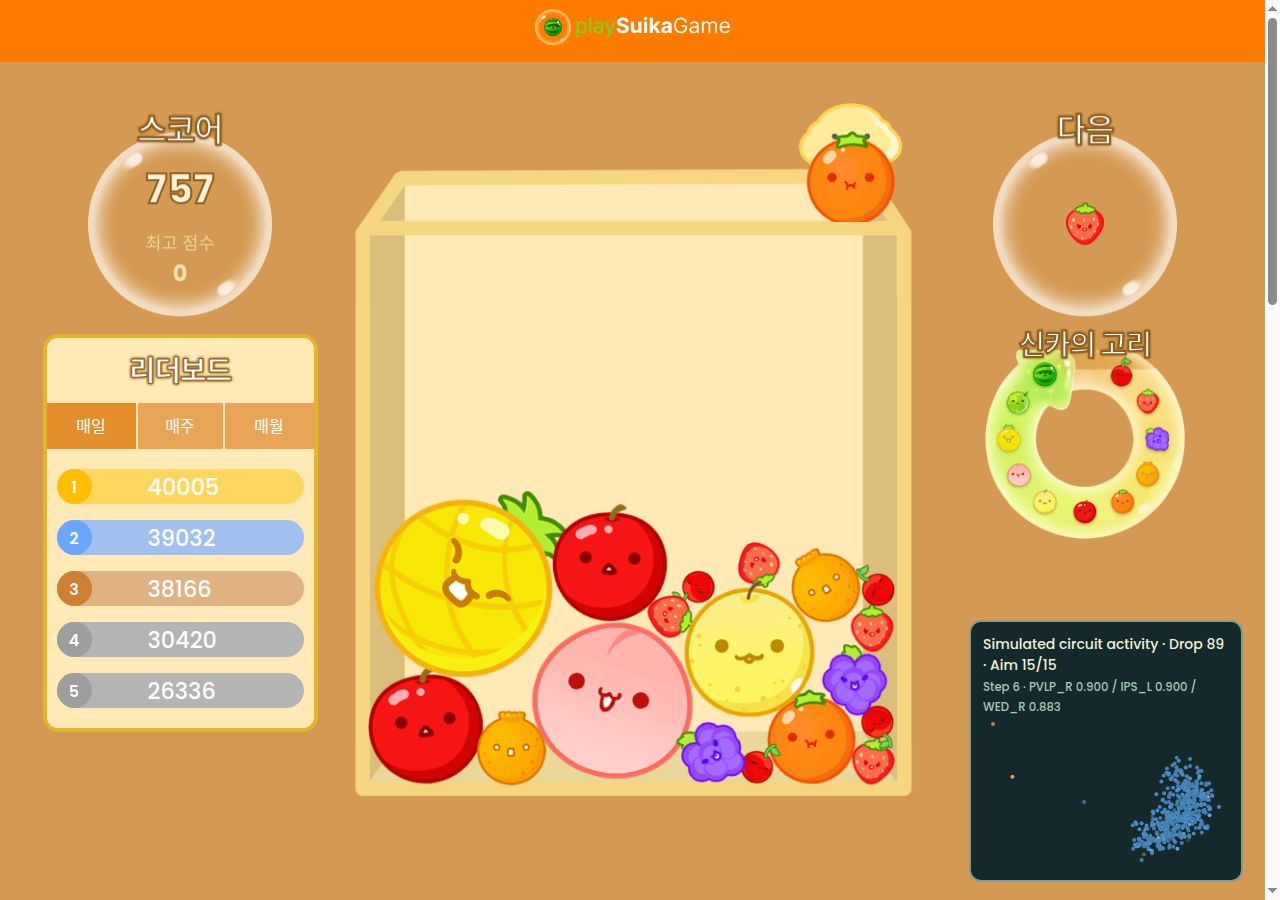 playSuikaGame
스코어
757
최고 점수
0
다음
신카의 고리
리더보드
매일 매주 매월
1 40005
2 39032
3 38166
4 30420
5 26336
Simulated circuit activity · Drop 89
· Aim 15/15
Step 6 · PVLP_R 0.900 / IPS_L 0.900 /
WED_R 0.883